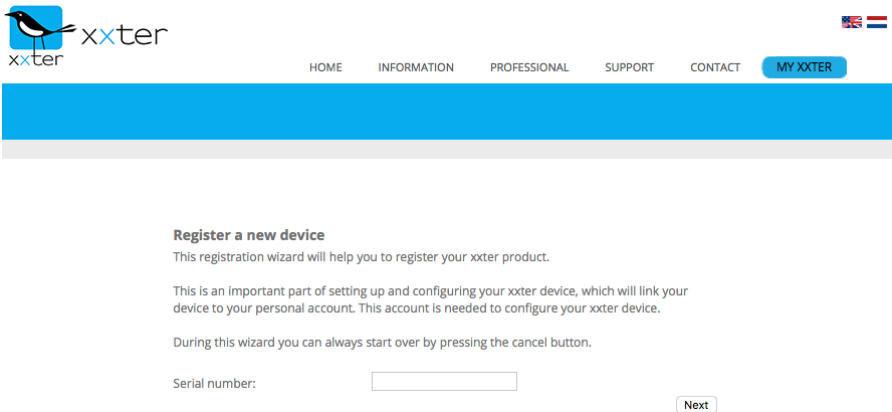 xxter
xxter
HOME INFORMATION PROFESSIONAL SUPPORT CONTACT MY XXTER
Register a new device
This registration wizard will help you to register your xxter product.
This is an important part of setting up and configuring your xxter device, which will link your
device to your personal account. This account is needed to configure your xxter device.
During this wizard you can always start over by pressing the cancel button.
Serial number:
Next